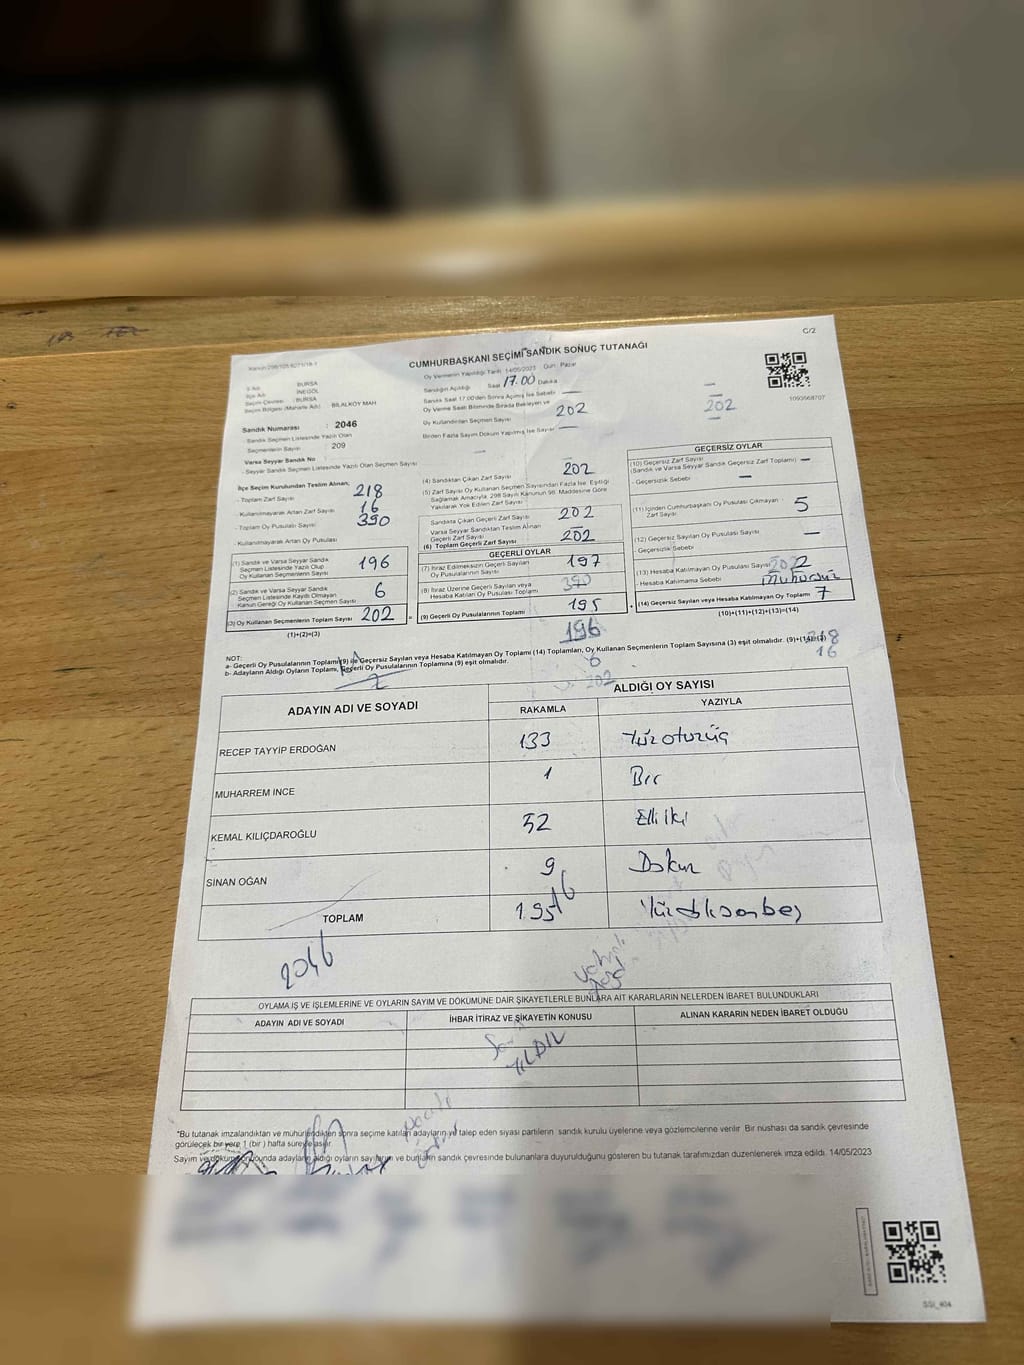 C/2
CUMHURBAŞKANI SEÇİMİ SANDIK SONUÇ TUTANAĞI
Oy Vermenin Yapıldığı Tarih 14/05/2023 Gün: Pazar
Sandığın Açıldığı Saat 17.00 Dakika
1093568707
İl Adı : BURSA
İlçe Adı : İNEGÖL
Seçim Çevresi : BURSA
Seçim Bölgesi (Mahalle Adı) : BİLALKÖY MAH
Sandık Saat 17.00'den Sonra Açılmış İse Sebebi —
Oy Verme Saati Bitiminde Sırada Bekleyen ve
Oy Kullandırılan Seçmen Sayısı 202
202
Birden Fazla Sayım Döküm Yapılmış İse Sayısı —
Sandık Numarası : 2046
- Sandık Seçmen Listesinde Yazılı Olan
Seçmenlerin Sayısı : 209
Varsa Seyyar Sandık No :
- Seyyar Sandık Seçmen Listesinde Yazılı Olan Seçmen Sayısı —
İlçe Seçim Kurulundan Teslim Alınan;
- Toplam Zarf Sayısı 218
- Kullanılmayarak Artan Zarf Sayısı 16
- Toplam Oy Pusulası Sayısı 390
- Kullanılmayarak Artan Oy Pusulası
(1) Sandık ve Varsa Seyyar Sandık
Seçmen Listesinde Yazılı Olup
Oy Kullanan Seçmenlerin Sayısı 196
(2) Sandık ve Varsa Seyyar Sandık
Seçmen Listesinde Kayıtlı Olmayan
Kanun Gereği Oy Kullanan Seçmen Sayısı 6
(3) Oy Kullanan Seçmenlerin Toplam Sayısı 202 =
(1)+(2)=(3)
(4) Sandıktan Çıkan Zarf Sayısı 202
(5) Zarf Sayısı Oy Kullanan Seçmen Sayısından Fazla İse, Eşitliği
Sağlamak Amacıyla, 298 Sayılı Kanunun 98. Maddesine Göre
Yakılarak Yok Edilen Zarf Sayısı
Sandıkta Çıkan Geçerli Zarf Sayısı 202
Varsa Seyyar Sandıktan Teslim Alınan
Geçerli Zarf Sayısı
(6) Toplam Geçerli Zarf Sayısı 202
GEÇERLİ OYLAR
(7) İtiraz Edilmeksizin Geçerli Sayılan
Oy Pusulalarının Sayısı 197
(8) İtiraz Üzerine Geçerli Sayılan veya
Hesaba Katılan Oy Pusulası Toplamı 390
(9) Geçerli Oy Pusulalarının Toplamı 195 +
196
6
202
GEÇERSİZ OYLAR
(10) Geçersiz Zarf Sayısı
(Sandık ve Varsa Seyyar Sandık Geçersiz Zarf Toplamı) —
- Geçersizlik Sebebi —
(11) İçinden Cumhurbaşkanı Oy Pusulası Çıkmayan
Zarf Sayısı 5
(12) Geçersiz Sayılan Oy Pusulası Sayısı —
- Geçersizlik Sebebi
(13) Hesaba Katılmayan Oy Pusulası Sayısı 2
- Hesaba Katılmama Sebebi Mühürsüz
(14) Geçersiz Sayılan veya Hesaba Katılmayan Oy Toplamı 7
(10)+(11)+(12)+(13)=(14)
218
16
NOT:
a- Geçerli Oy Pusulalarının Toplamı (9) ile Geçersiz Sayılan veya Hesaba Katılmayan Oy Toplamı (14) Toplamları, Oy Kullanan Seçmenlerin Toplam Sayısına (3) eşit olmalıdır. (9)+(14)=(3)
b- Adayların Aldığı Oyların Toplamı, Geçerli Oy Pusulalarının Toplamına (9) eşit olmalıdır.
ADAYIN ADI VE SOYADI
ALDIĞI OY SAYISI
RAKAMLA YAZIYLA
RECEP TAYYİP ERDOĞAN 133 Yüzotuzüç
MUHARREM İNCE 1 Bir
KEMAL KILIÇDAROĞLU 52 Elliiki
SİNAN OĞAN 9 Dokuz
TOPLAM 195 Yüzdoksanbeş
2046
OYLAMA İŞ VE İŞLEMLERİNE VE OYLARIN SAYIM VE DÖKÜMÜNE DAİR ŞİKAYETLERLE BUNLARA AİT KARARLARIN NELERDEN İBARET BULUNDUKLARI
ADAYIN ADI VE SOYADI İHBAR İTİRAZ VE ŞİKAYETİN KONUSU ALINAN KARARIN NEDEN İBARET OLDUĞU
*Bu tutanak imzalandıktan ve mühürlendikten sonra seçime katılan adayların ve talep eden siyasi partilerin sandık kurulu üyelerine veya gözlemcilerine verilir. Bir nüshası da sandık çevresinde
görülecek bir yere 1 (bir) hafta süreyle asılır.
Sayım ve döküm sonunda adayların aldığı oyların sayılarını ve bunların sandık çevresinde bulunanlara duyurulduğunu gösteren bu tutanak tarafımızdan düzenlenerek imza edildi. 14/05/2023
SSI_404